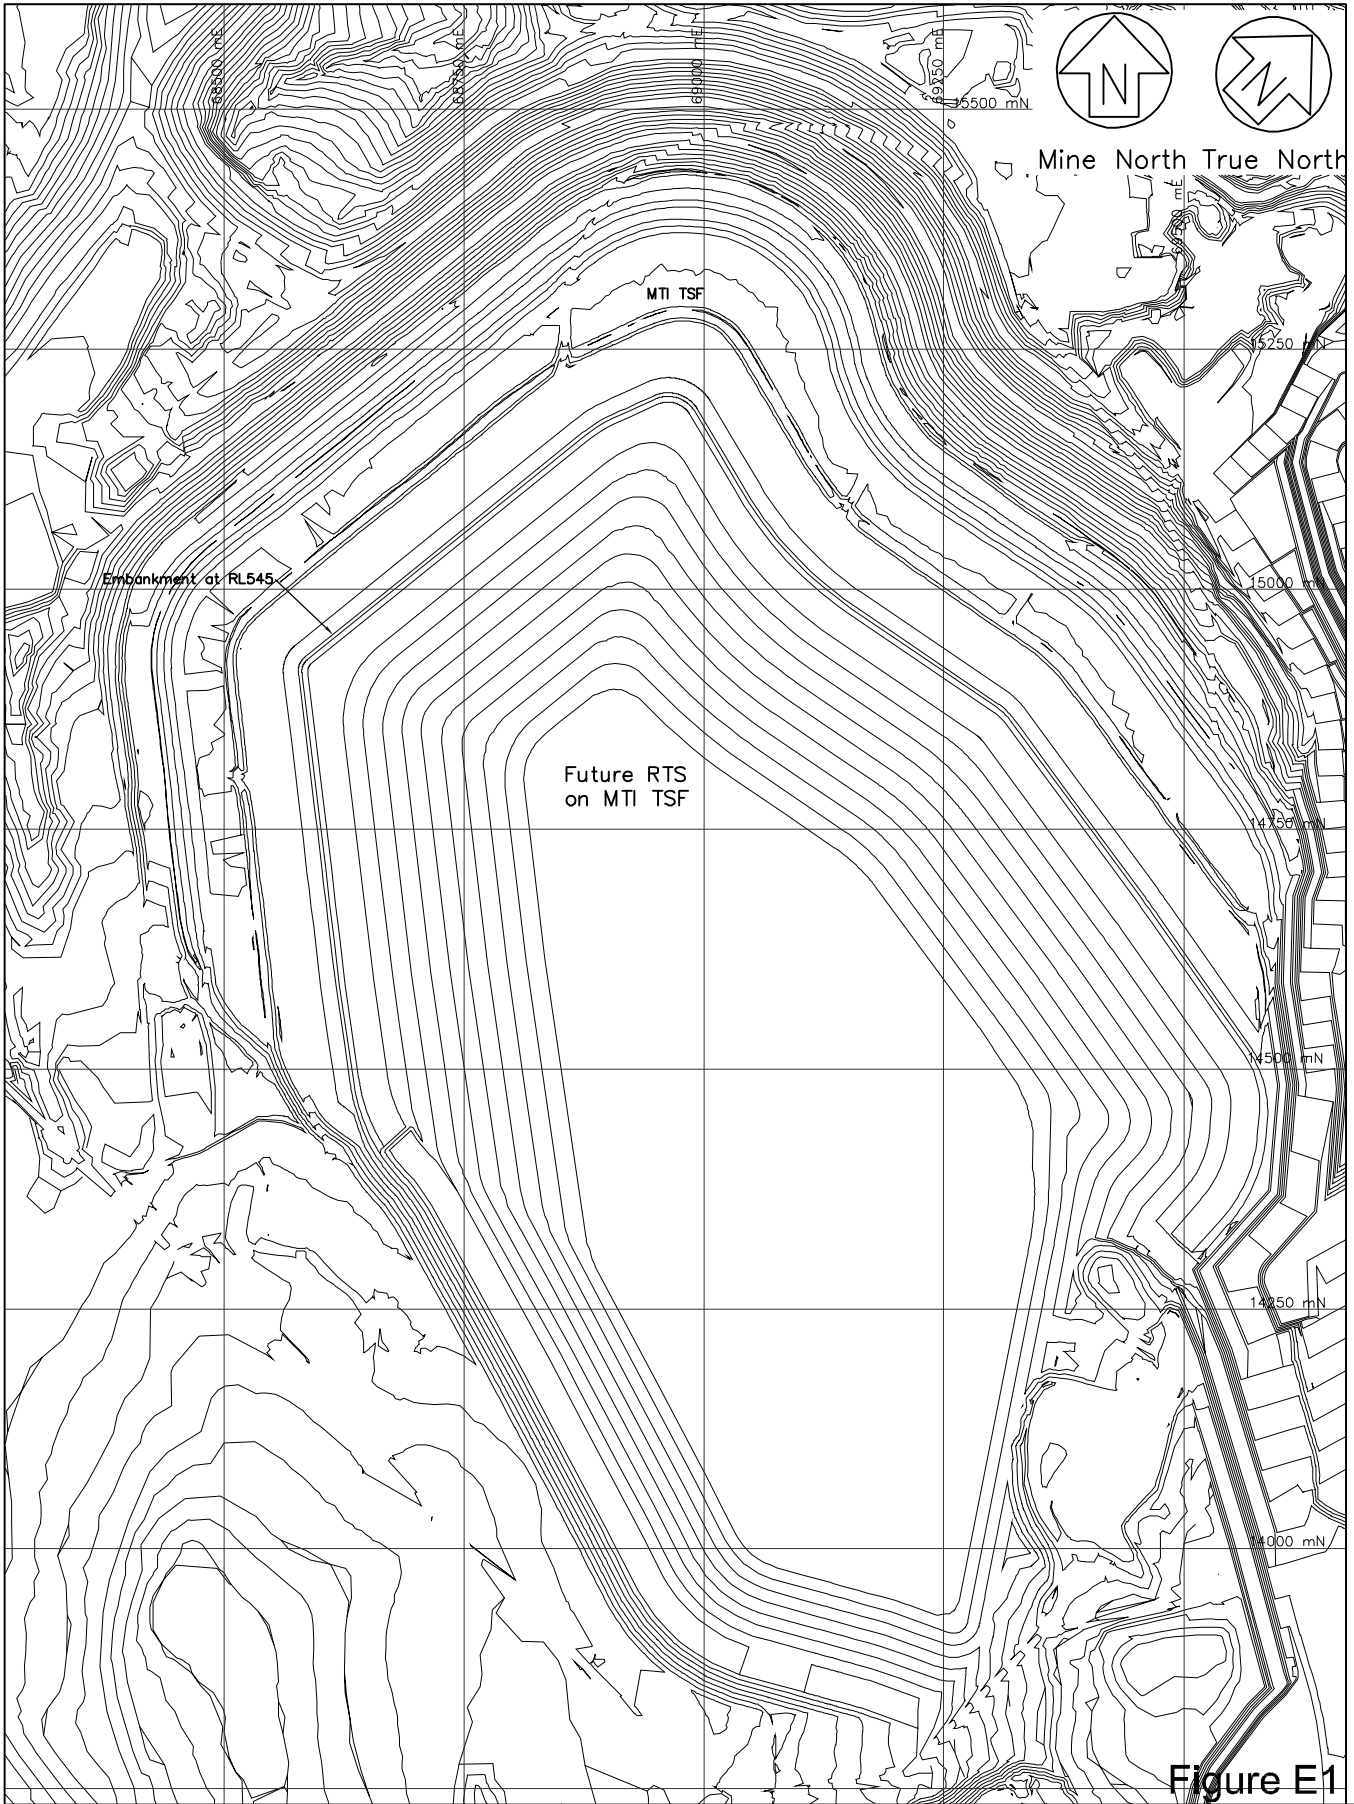 68500 mE
68750 mE
69000 mE
69250 mE
15500 mN
N
N
Mine North
True North
69500 mE
MTI TSF
15250 mN
Embankment at RL545
15000 mN
Future RTS
on MTI TSF
14750 mN
14500 mN
14250 mN
14000 mN
Figure E1